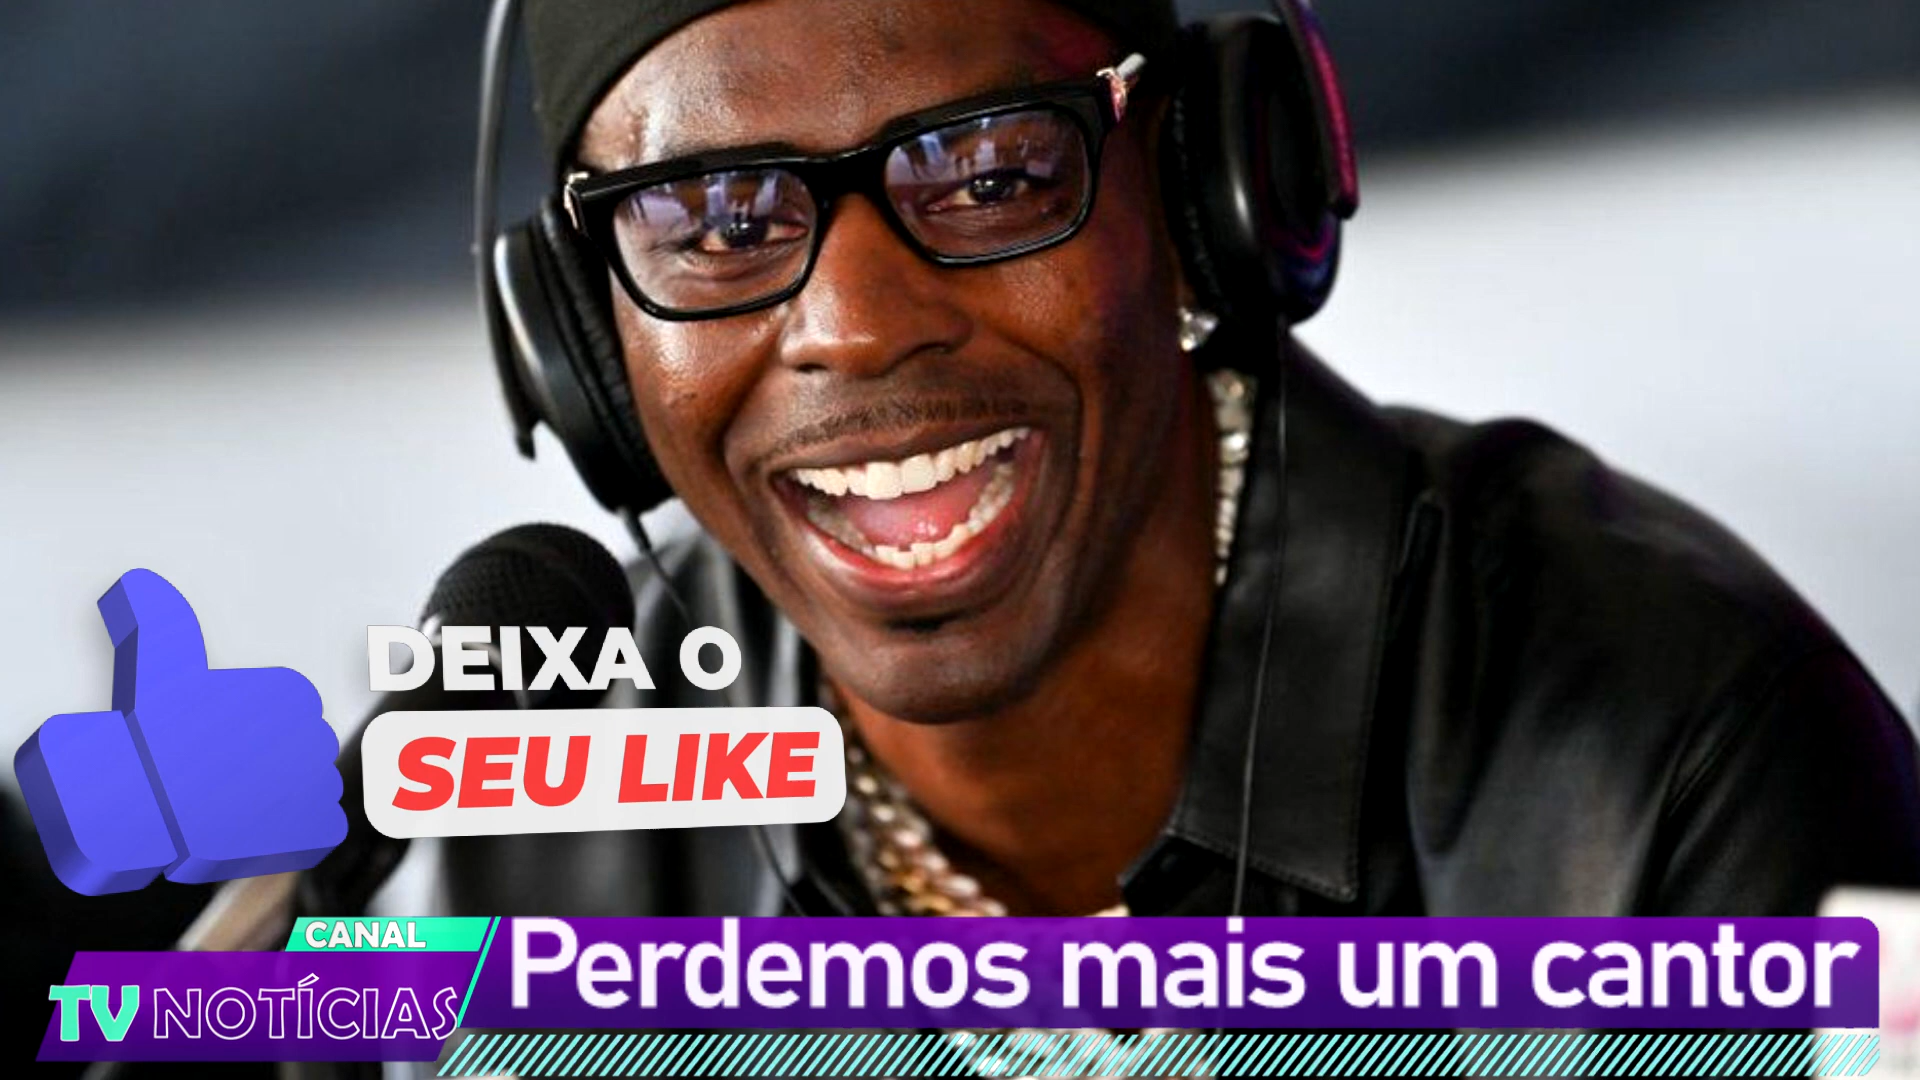 DEIXA O
SEU LIKE
CANAL
TV NOTÍCIAS
Perdemos mais um cantor